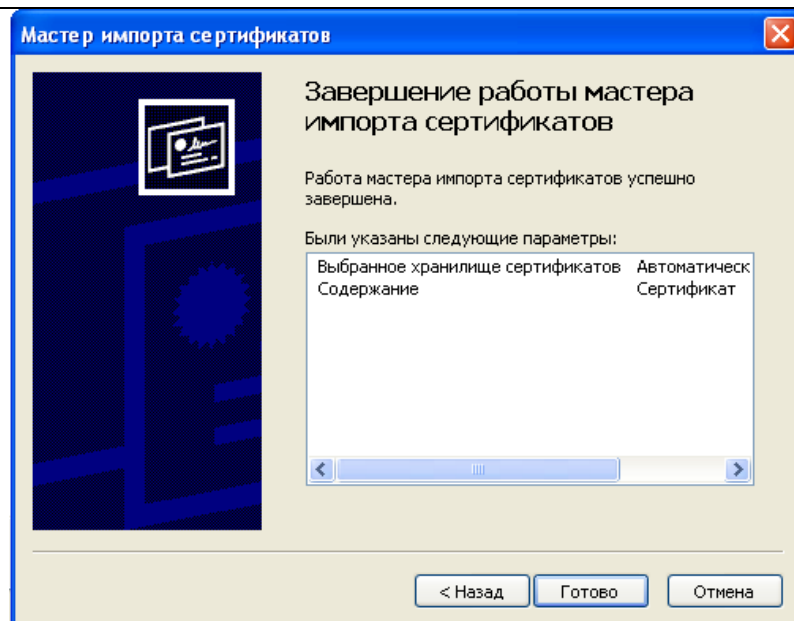 Мастер импорта сертификатов
Завершение работы мастера
импорта сертификатов
Работа мастера импорта сертификатов успешно
завершена.
Были указаны следующие параметры:
Выбранное хранилище сертификатов Автоматическ
Содержание Сертификат
< Назад Готово Отмена